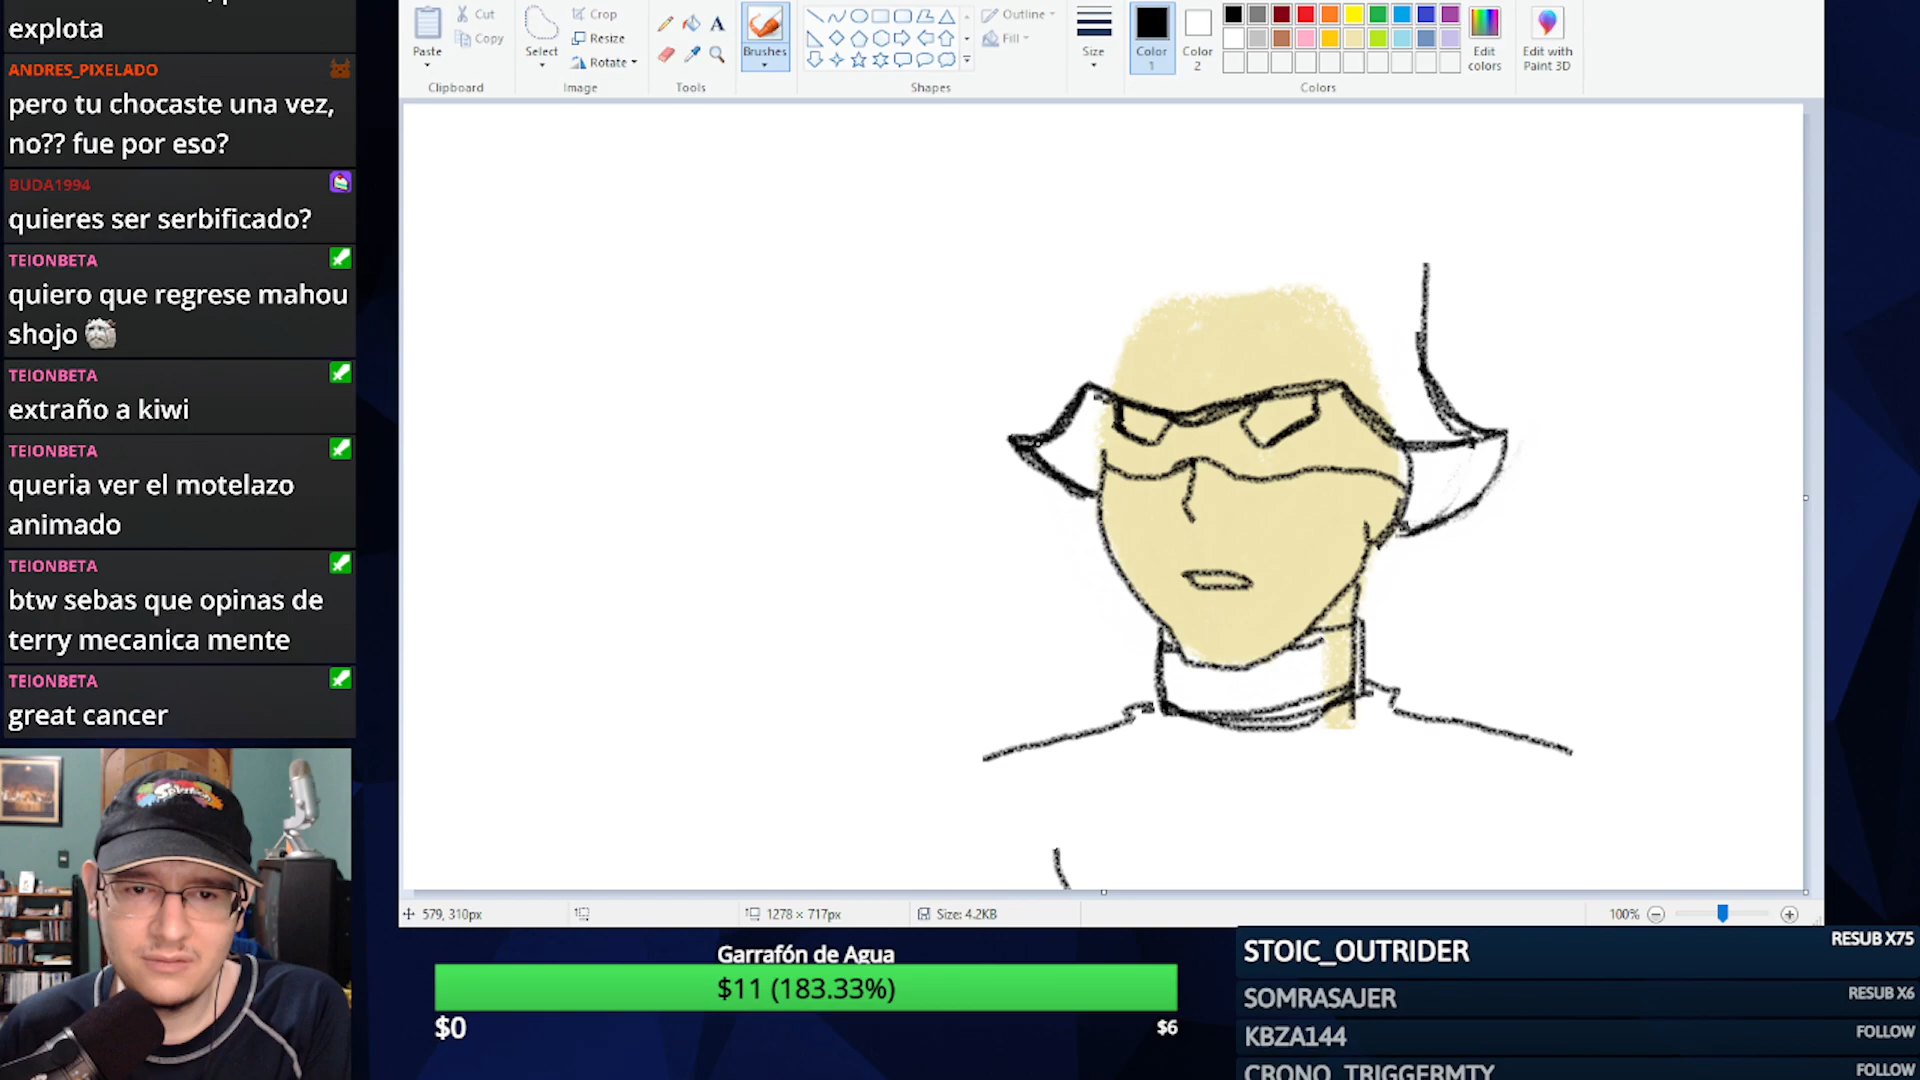 explota
ANDRES_PIXELADO
pero tu chocaste una vez,
no?? fue por eso?
BUDA1994
quieres ser serbificado?
TEIONBETA
quiero que regrese mahou
shojo
TEIONBETA
extraño a kiwi
TEIONBETA
queria ver el motelazo
animado
TEIONBETA
btw sebas que opinas de
terry mecanica mente
TEIONBETA
great cancer
Paste
Cut
Copy
Clipboard
Select
Crop
Resize
Rotate
Image
Tools
Brushes
Shapes
Outline
Fill
Size
Color
1
Color
2
Colors
Edit
colors
Edit with
Paint 3D
579, 310px
1278 × 717px
Size: 4.2KB
100%
Garrafón de Agua
$11 (183.33%)
$0
$6
STOIC_OUTRIDER
RESUB X75
SOMRASAJER
RESUB X6
KBZA144
FOLLOW
CRONO_TRIGGERMTY
FOLLOW